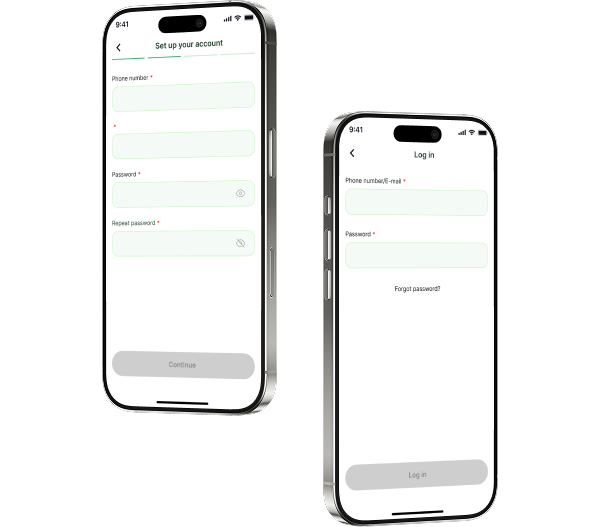 9:41
Set up your account
Phone number *
*
Password *
Repeat password *
Continue
9:41
Log in
Phone number/E-mail *
Password *
Forgot password?
Log in